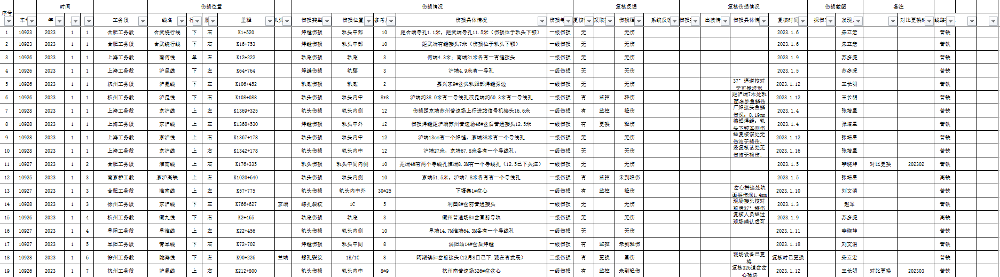 时间 伤损位置 伤损情况 复核反馈 复核伤损情况 伤损截图 备注
序号 年 工务段 线名 里程 伤损类型 伤损位置 伤损具体情况 复核时间
1 10923 2023 1 1 合肥工务段 合武绕行线 下 右 K1+520 焊缝伤损 轨头中部 10 距合端导孔1.1米，距武端导孔11.5米（伤损位于轨头下颚） 一级伤损 无 无伤 2023.1.6 朱立宏 普铁
2 10923 2023 1 1 合肥工务段 合武绕行线 下 右 K16+753 焊缝伤损 轨头中部 10 距武端有缝接头7米（伤损位于轨头下颚） 一级伤损 无 无伤 2023.1.6 朱立宏 普铁
3 10926 2023 1 1 上海工务段 南何线 单 左 K12+222 轨底伤损 轨底 3 何端4.3米；南端21米各有一有缝接头 一级伤损 无 无伤 2023.1.9 苏多虎 普铁
4 10926 2023 1 1 上海工务段 沪昆线 下 左 K64+764 焊缝伤损 轨腰 3 沪端4.9米有一导孔 一级伤损 无 无伤 2023.1.5 苏多虎 普铁
5 10926 2023 1 1 杭州工务段 沪昆线 下 左 K106+452 轨底伤损 轨底 2 嘉兴东9#岔尖轨跟部焊缝旁边 一级伤损 无 无伤 37°通道校对无可疑波形 2023.1.12 王长明 普铁
6 10926 2023 1 1 杭州工务段 沪昆线 下 右 K108+088 轨头伤损 轨头内中 8*8 沪端约38.0米有一导线孔或昆端约60.3米有一导线孔 一级伤损 有 监控 轻伤 距沪端7木处轨面多处鱼鳞伤 2023.1.12 王长明 普铁
7 10928 2023 1 1 上海工务段 京沪线 上 左 K1369+325 轨头伤损 轨头内侧 12 伤损距京端苏州普速场上行进站信号机接头16.6米 一级伤损 有 监控 轻伤 厂焊接头鱼鳞伤深：8.19mm 2023.1.4 张培星 普铁
8 10928 2023 1 1 上海工务段 京沪线 上 左 K1368+530 焊缝伤损 轨头中外 12 伤损焊缝距沪端苏州普速场46#岔后普通接头12.5米 一级伤损 有 更换 轻伤 德铝焊缝：轨头下颚本侧伤 2023.1.4 张培星 普铁
9 10928 2023 1 1 上海工务段 京沪线 上 左 K1367+178 轨头伤损 轨头内中 12 沪端13cm有一个焊缝，京端38米有一个导线孔 一级伤损 无 无伤 经复核该处无伤波无损伤， 2023.1.12 张培星 普铁
10 10928 2023 1 1 上海工务段 京沪线 上 右 K1342+178 轨头伤损 轨头内中 12 沪端27米，京端67.8米各有一个导线孔， 一级伤损 无 无伤 经复核该处无伤波无损伤， 2023.1.16 张培星 普铁
11 10927 2023 1 2 合肥工务段 淮南线 上 右 K176+335 轨头伤损 轨头中间内侧 10 芜端4M有两个导线孔淮端8.3M有一个导线孔（12.5已下关注） 一级伤损 无 无伤 2023.1.5 李晓坤 对比更换 202302 普铁
12 10925 2023 1 2 南京桥工段 京沪高铁 上 左 K1020+640 轨头伤损 轨头内侧 10 京端51.5米，沪端7.8米各有有一个导线孔 一级伤损 有 监控 未到轻伤 2023.1.5 张培星 高铁
13 10927 2023 1 3 合肥工务段 淮南线 上 左 K57+775 轨头伤损 轨头内中外 30*25 下塘集1#岔心 一级伤损 有 监控 轻伤 岔心拼接处轨面擦伤深1.4mm 2023.1.10 刘文消 普铁
14 10928 2023 1 3 徐州工务段 京沪线 下 左 K766+627 京端 螺孔裂纹 1C 5 利国8#岔前普通接头 一级伤损 无 无伤 现场接头校对前后37°探伤 2023.1.3 赵军 普铁
15 10926 2023 1 4 杭州工务段 衢九线 下 右 K2+465 轨底伤损 轨底 3 衢州普速场8#岔直前导轨 一级伤损 无 无伤 复核人员经过现场确认后可 2023.1.9 苏多虎 高铁
16 10927 2023 1 4 阜阳工务段 阜淮线 上 左 K22+456 轨头伤损 轨头内侧 10 阜端14.7M淮端64.3M各有一个导线孔 一级伤损 无 无伤 2023.1.11 李晓坤 普铁
17 10927 2023 1 5 阜阳工务段 青阜线 下 右 K72+702 焊缝伤损 轨头中间 8 涡阳站14#岔后焊缝 一级伤损 有 监控 未到轻伤 2023.1.18 刘文消 普铁
18 10928 2023 1 6 徐州工务段 陇海线 下 左 K90+226 兰端 螺孔裂纹 1B/1C 8 阿湖镇5#岔前接头(12月8日已下.现在有发展) 二级伤损 有 更换 重伤 现场设备已更换 复核时已更换 朱立宏 普铁
19 10926 2023 1 7 杭州工务段 沪昆线 上 右 K212+800 轨头伤损 轨头内中 8*9 杭州南普速场326#岔岔心 一级伤损 有 监控 轻伤 复核326道岔岔心掉块 2023.1.12 王长明 对比更换 202303 普铁